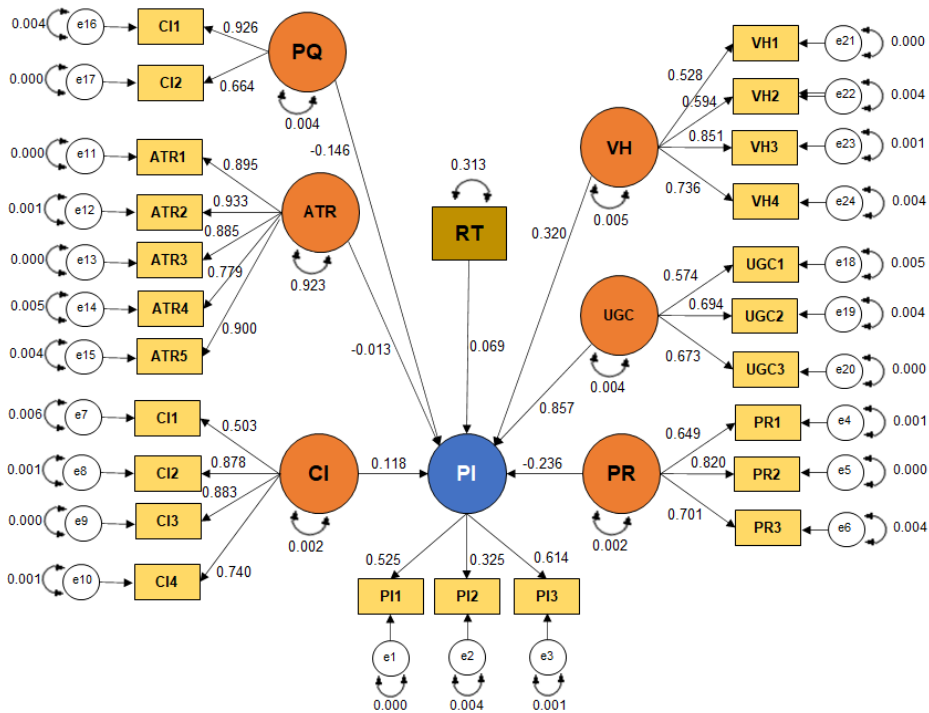 0.004 e16 CI1 0.926 PQ
0.000 e17 CI2 0.664
0.004
-0.146
0.000 e11 ATR1 0.895
0.001 e12 ATR2 0.933 ATR
0.000 e13 ATR3 0.885
0.923
0.005 e14 ATR4 0.779
0.004 e15 ATR5 0.900
-0.013
0.006 e7 CI1 0.503
0.001 e8 CI2 0.878 CI 0.118
0.000 e9 CI3 0.883
0.002
0.001 e10 CI4 0.740
0.313
RT
0.069
PI
0.525 0.325 0.614
PI1 PI2 PI3
e1 e2 e3
0.000 0.004 0.001
VH1 e21 0.000
0.528
VH2 e22 0.004
0.594
VH 0.851 VH3 e23 0.001
0.736 VH4 e24 0.004
0.005
0.320
UGC1 e18 0.005
0.574
UGC 0.694 UGC2 e19 0.004
0.673 UGC3 e20 0.000
0.004
0.857
PR1 e4 0.001
0.649
-0.236 PR 0.820 PR2 e5 0.000
0.701 PR3 e6 0.004
0.002